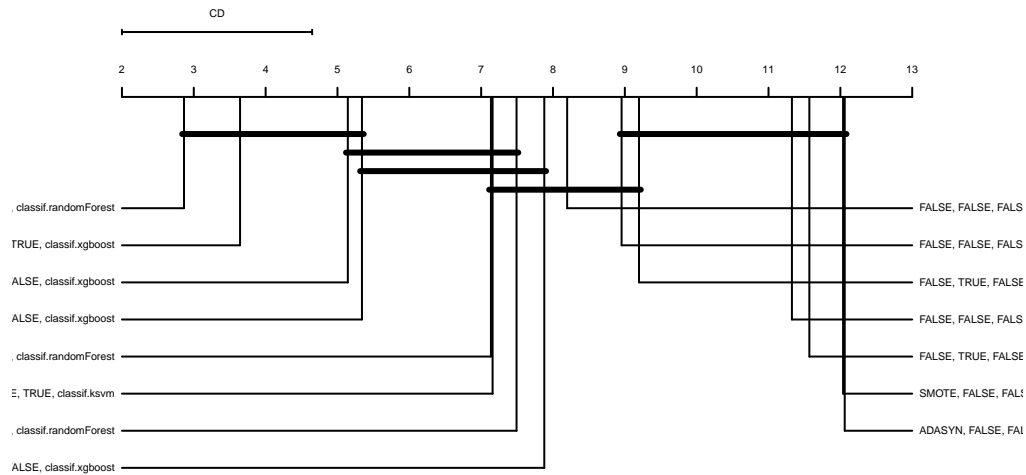 CD
2 3 4 5 6 7 8 9 10 11 12 13
, classif.randomForest
TRUE, classif.xgboost
ALSE, classif.xgboost
ALSE, classif.xgboost
, classif.randomForest
E, TRUE, classif.ksvm
, classif.randomForest
ALSE, classif.xgboost
FALSE, FALSE, FALS
FALSE, FALSE, FALS
FALSE, TRUE, FALSE
FALSE, FALSE, FALS
FALSE, TRUE, FALSE
SMOTE, FALSE, FALS
ADASYN, FALSE, FAL